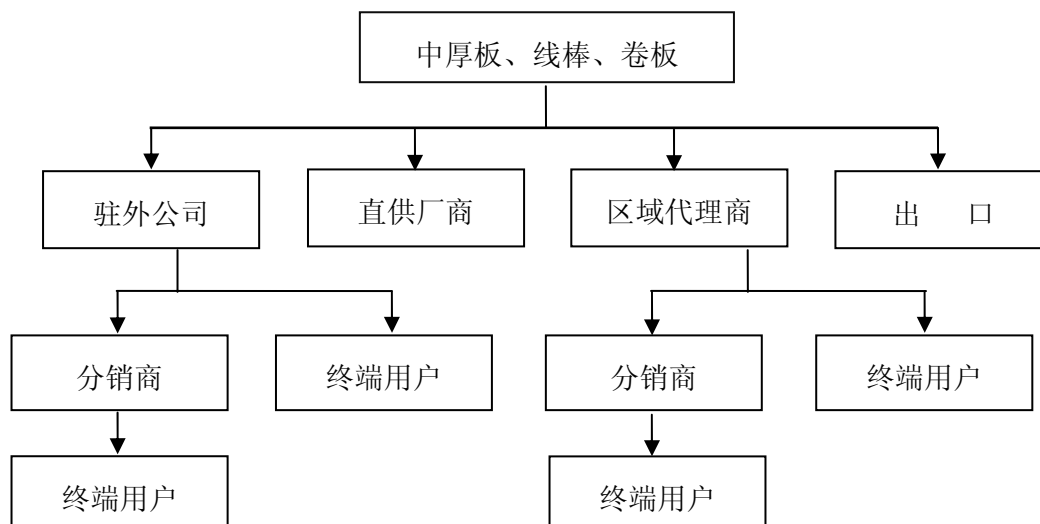 中厚板、线棒、卷板
驻外公司
直供厂商
区域代理商
出 口
分销商
终端用户
分销商
终端用户
终端用户
终端用户